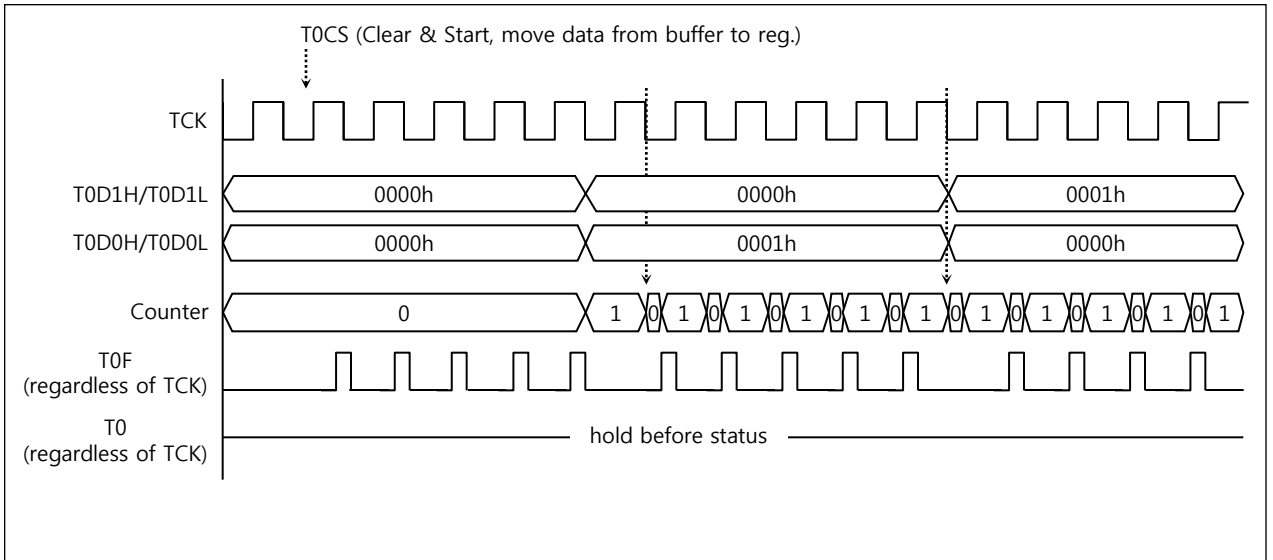 T0CS (Clear & Start, move data from buffer to reg.)
TCK
T0D1H/T0D1L 0000h 0000h 0001h
T0D0H/T0D0L 0000h 0001h 0000h
Counter 0 1 0 1 0 1 0 1 0 1 0 1 0 1 0 1 0 1 0 1 0 1
T0F
(regardless of TCK)
T0
(regardless of TCK)
hold before status